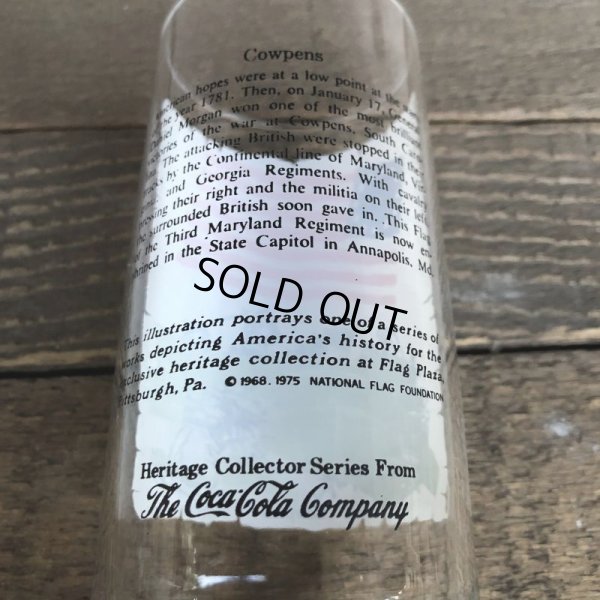 Cowpens
hopes were at a low point at the
year 1781. Then, on January 17,
Morgan won one of the most
of the war at Cowpens, South
The attacking British were stopped in their
by the Continental line of Maryland,
and Georgia Regiments. With
their right and the militia on their left
surrounded British soon gave in. This Flag
of the Third Maryland Regiment is now en-
shrined in the State Capitol in Annapolis, Md.
SOLD OUT
This illustration portrays one of a series of
works depicting America's history for the
exclusive heritage collection at Flag Plaza,
Pittsburgh, Pa. © 1968. 1975 NATIONAL FLAG FOUNDATION
Heritage Collector Series From
The Coca-Cola Company